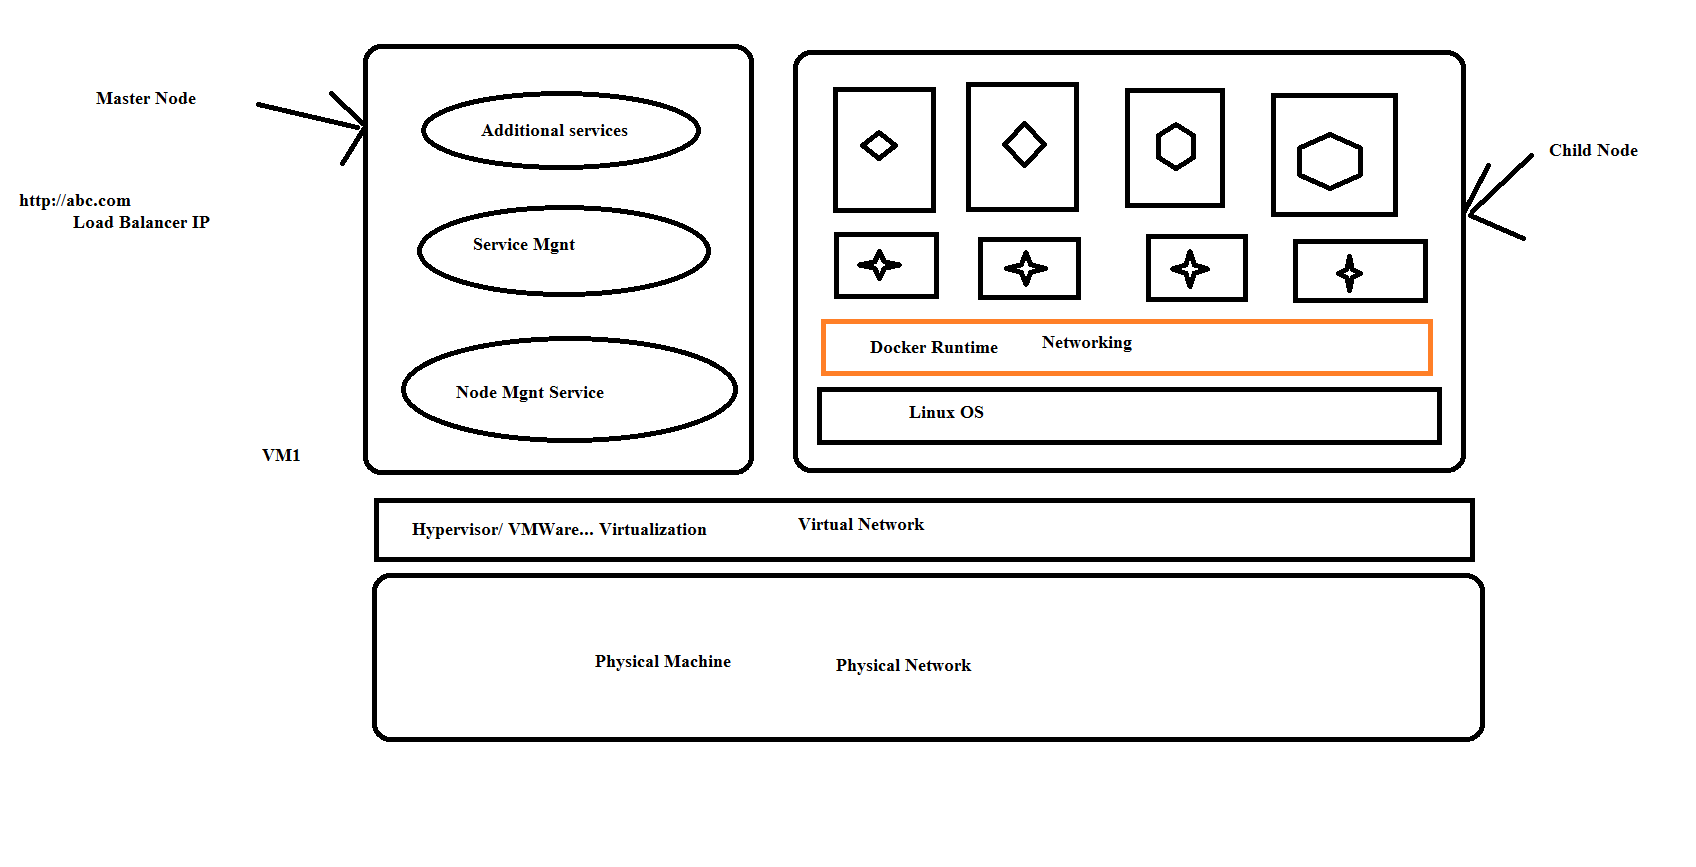 Master Node
http://abc.com
Load Balancer IP
VM1
Additional services
Service Mgnt
Node Mgnt Service
Child Node
Docker Runtime
Networking
Linux OS
Hypervisor/ VMWare... Virtualization
Virtual Network
Physical Machine
Physical Network